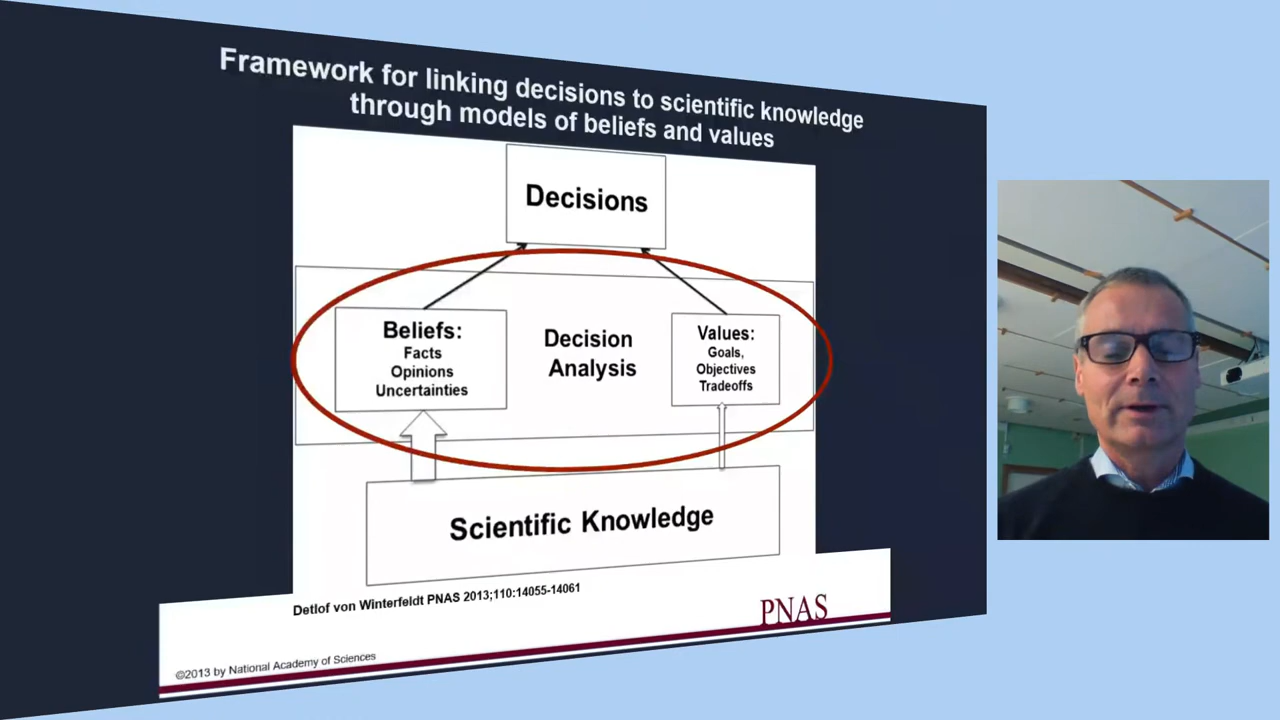 Framework for linking decisions to scientific knowledge
through models of beliefs and values
Decisions
Beliefs:
Facts
Opinions
Uncertainties
Decision
Analysis
Values:
Goals,
Objectives
Tradeoffs
Scientific Knowledge
Detlof von Winterfeldt PNAS 2013;110:14055-14061
PNAS
©2013 by National Academy of Sciences